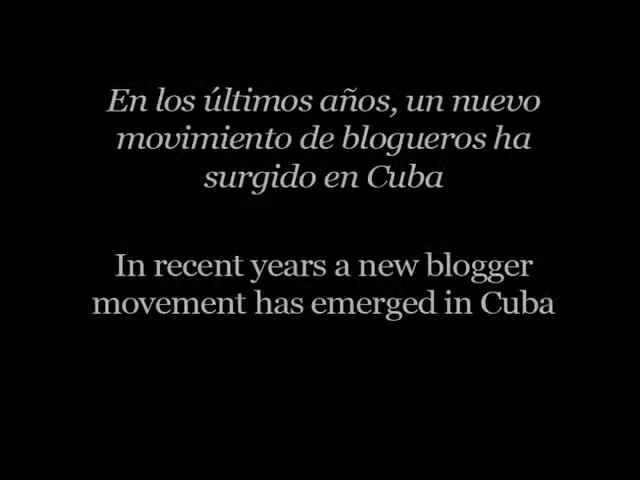 En los últimos años, un nuevo
movimiento de blogueros ha
surgido en Cuba
In recent years a new blogger
movement has emerged in Cuba